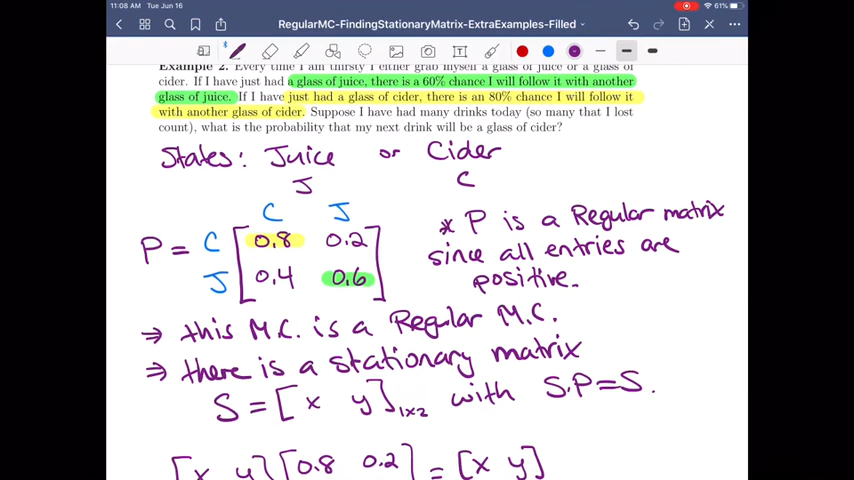 11:08 AM Tue Jun 16
61%
RegularMC-FindingStationaryMatrix-ExtraExamples-Filled
Example 2. Every time I am thirsty I either grab myself a glass of juice or a glass of
cider. If I have just had a glass of juice, there is a 60% chance I will follow it with another
glass of juice. If I have just had a glass of cider, there is an 80% chance I will follow it
with another glass of cider. Suppose I have had many drinks today (so many that I lost
count), what is the probability that my next drink will be a glass of cider?
States: Juice or Cider
J C
C J
P = C [ 0.8 0.2 ]
J [ 0.4 0.6 ]
* P is a Regular matrix
since all entries are
positive.
⇒ this M.C. is a Regular M.C.
⇒ there is a stationary matrix
S = [ x y ]1×2 with S.P = S.
[ x y ] [ 0.8 0.2 ] = [ x y ]